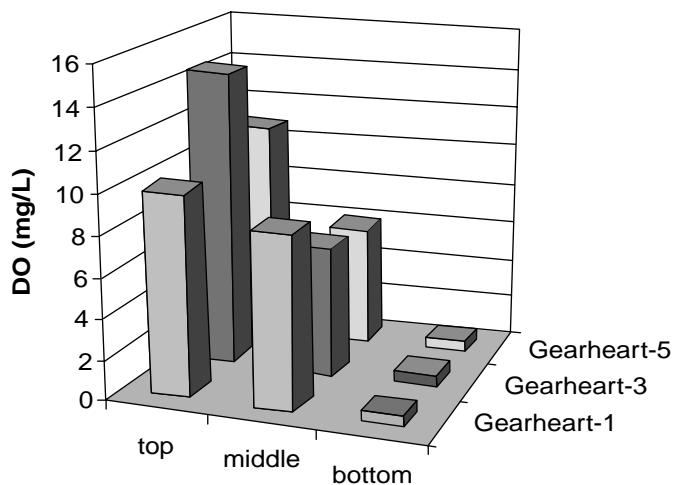 16
14
12
10
8
6
4
2
0
DO (mg/L)
top
middle
bottom
Gearheart-5
Gearheart-3
Gearheart-1